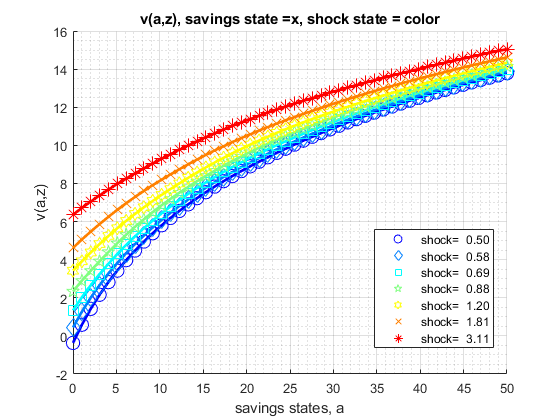 v(a,z), savings state =x, shock state = color
16
14
12
10
8
6
4
2
0
-2
v(a,z)
shock= 0.50
shock= 0.58
shock= 0.69
shock= 0.88
shock= 1.20
shock= 1.81
shock= 3.11
0 5 10 15 20 25 30 35 40 45 50
savings states, a